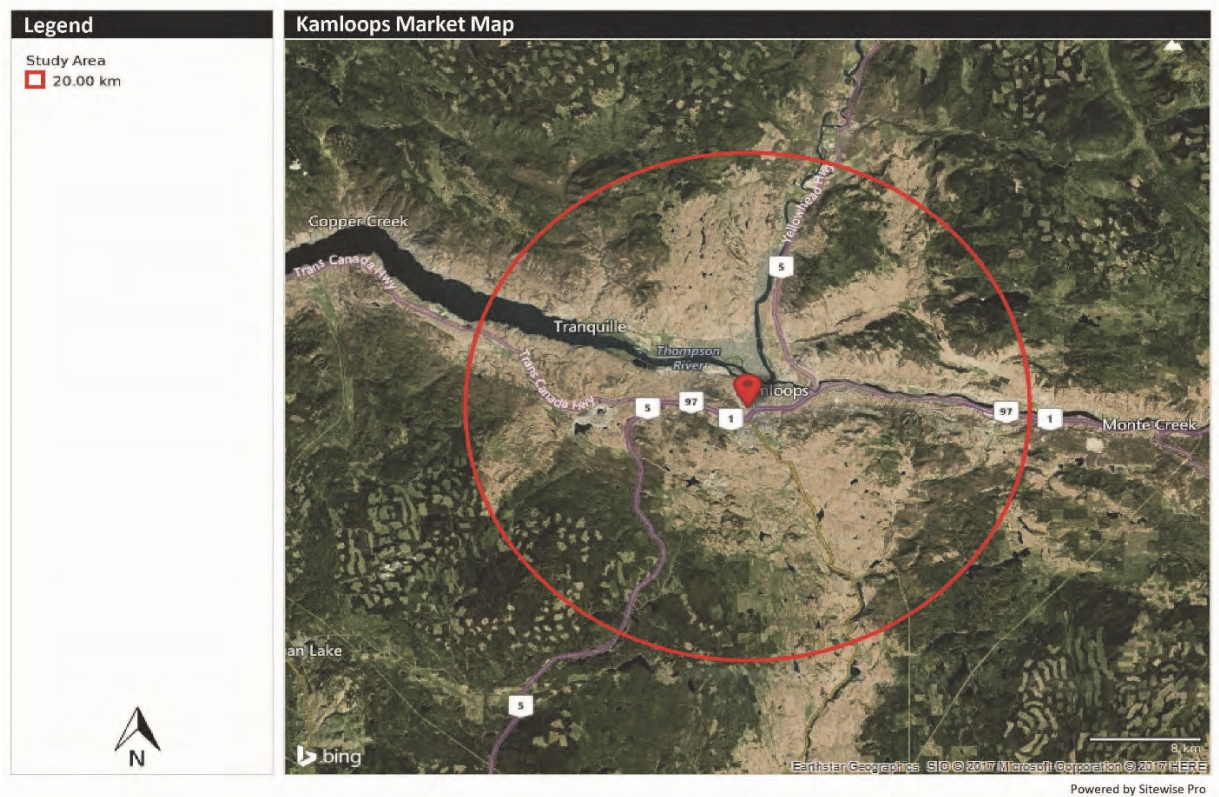 Legend
Kamloops Market Map
Study Area
20.00 km
Copper Creek
Trans Canada Hwy
Yellowhead Hwy
5
Tranquille
Thompson
River
Trans Canada Hwy
nloops
5
97
1
97
1
Monte Creek
an Lake
5
N
bing
8 km
Earthstar Geographics SIO © 2017 Microsoft Corporation © 2017 HERE
Powered by Sitewise Pro